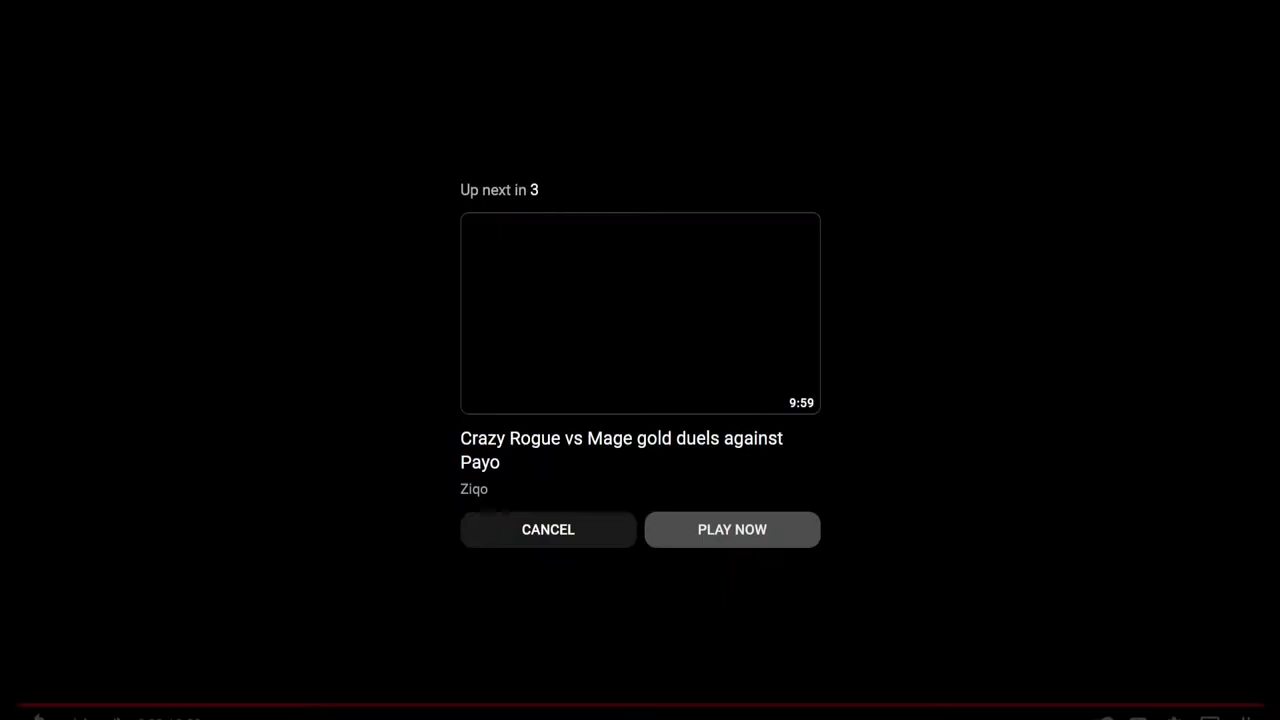 Up next in 3
9:59
Crazy Rogue vs Mage gold duels against
Payo
Ziqo
CANCEL
PLAY NOW